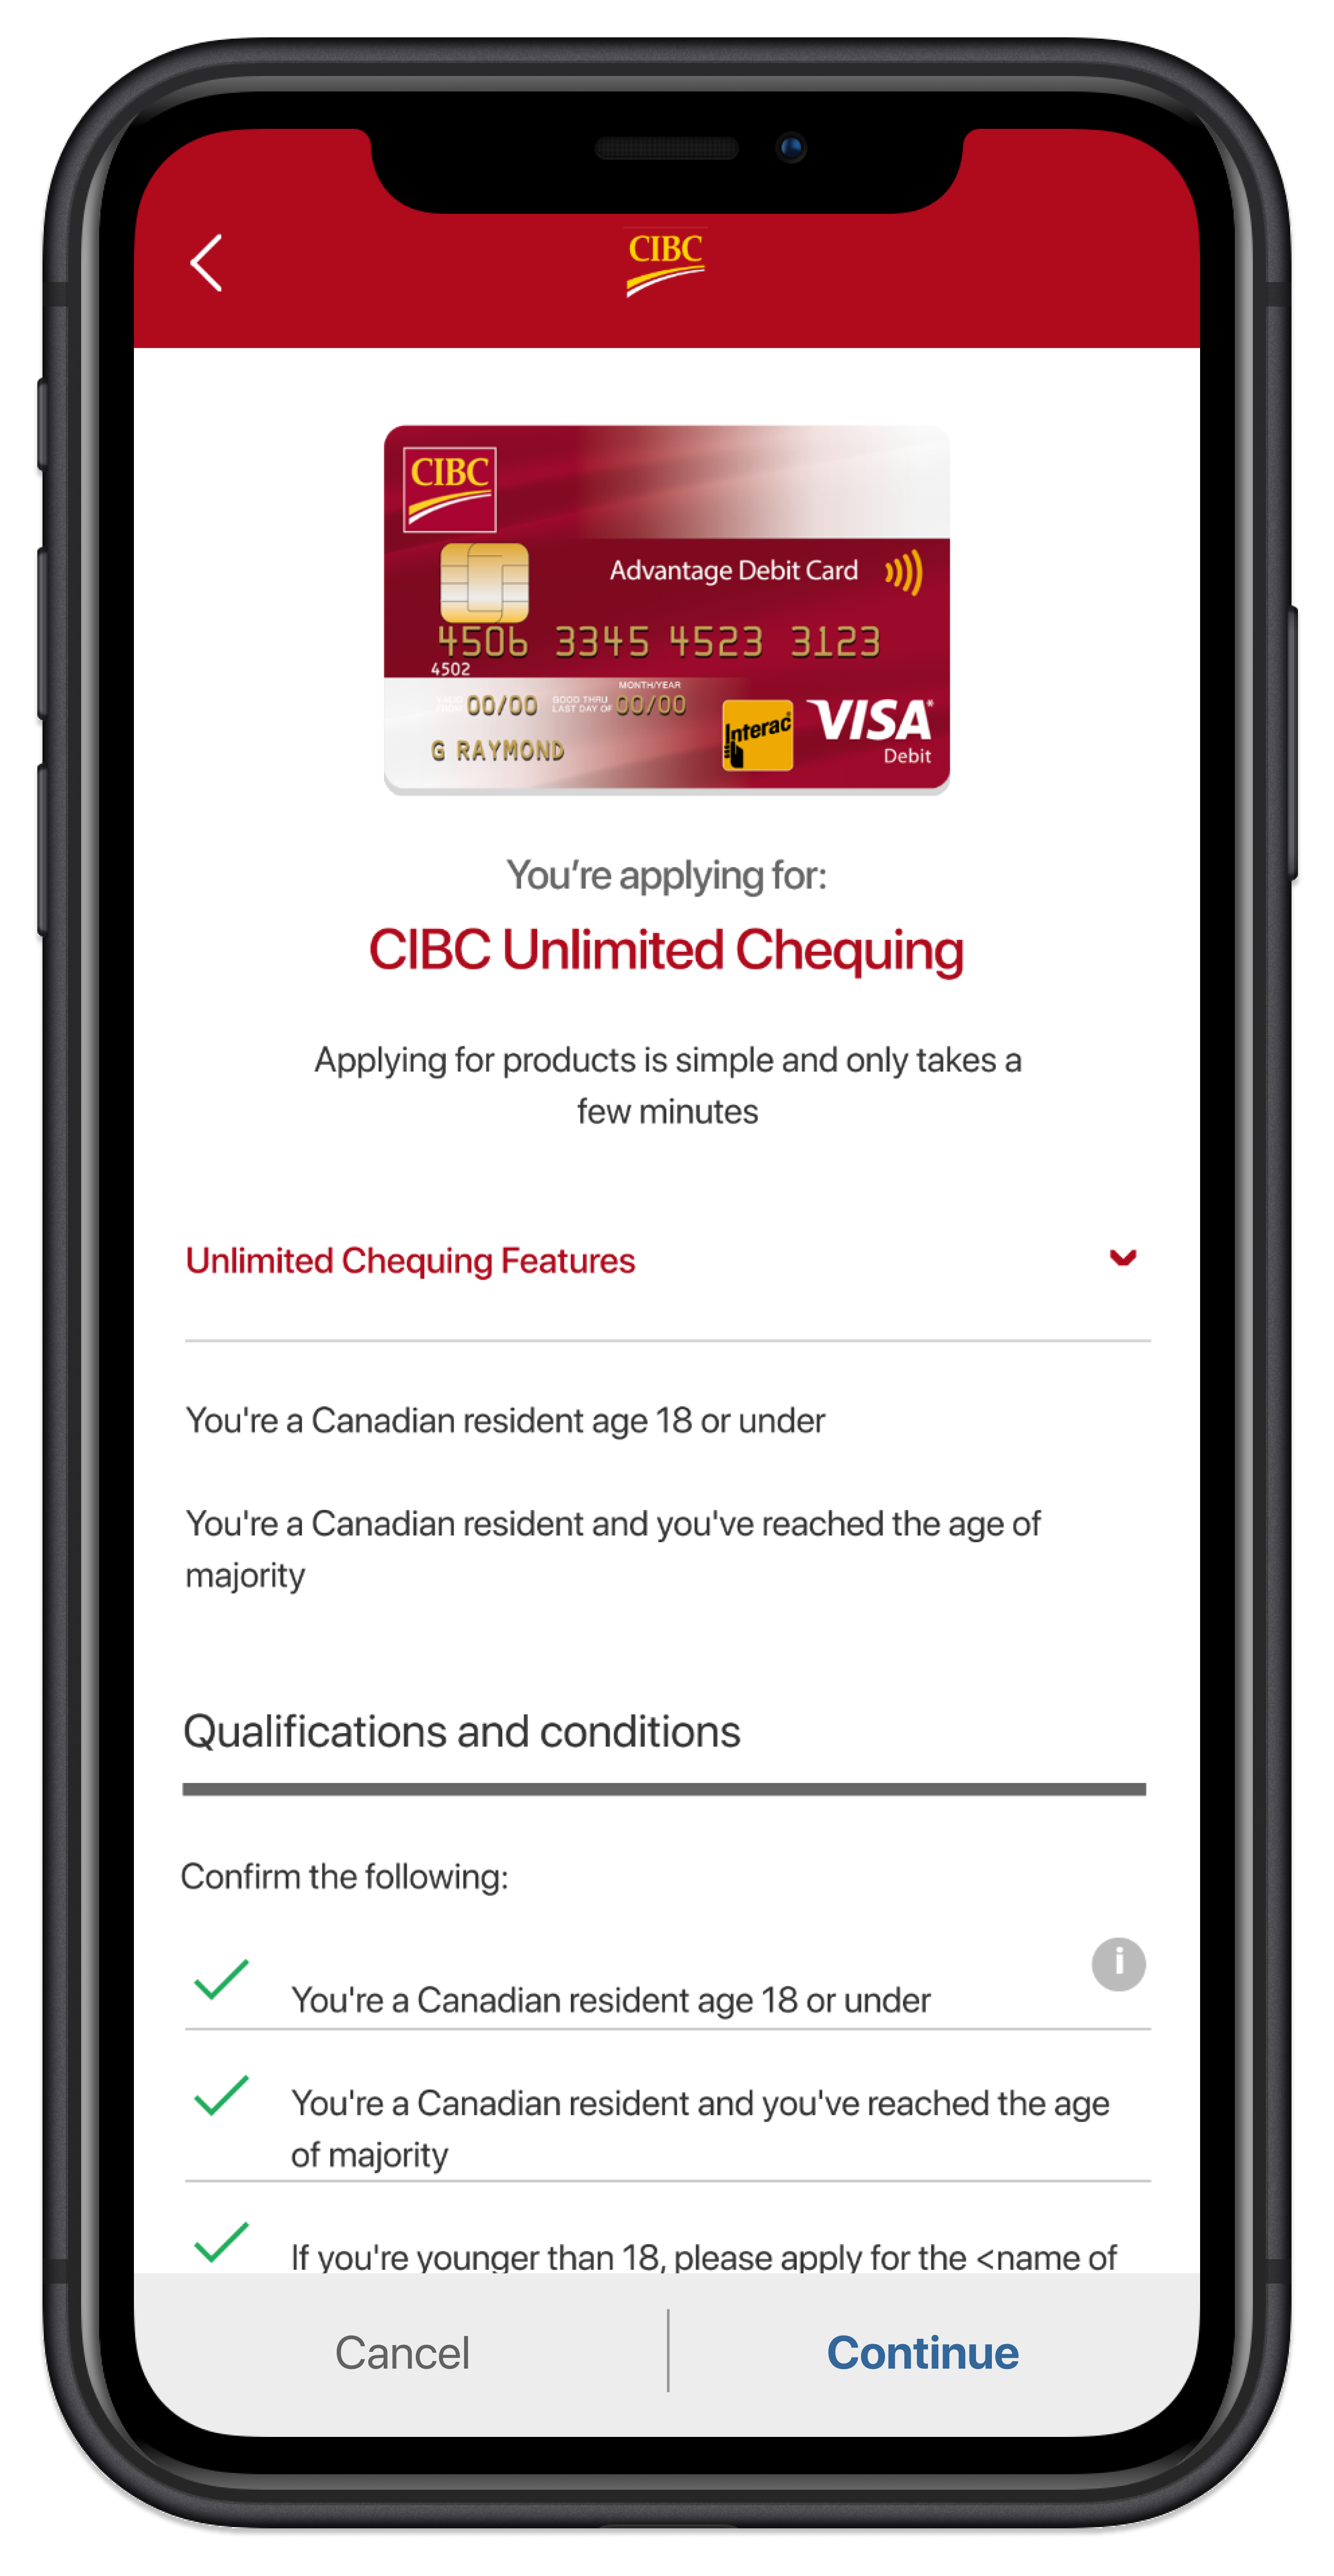 CIBC
CIBC
Advantage Debit Card
4506 3345 4523 3123
4502
MONTH/YEAR
VALID FROM 00/00 GOOD THRU LAST DAY OF 00/00
G RAYMOND
Interac®
VISA*
Debit
You're applying for:
CIBC Unlimited Chequing
Applying for products is simple and only takes a
few minutes
Unlimited Chequing Features
You're a Canadian resident age 18 or under
You're a Canadian resident and you've reached the age of
majority
Qualifications and conditions
Confirm the following:
i
You're a Canadian resident age 18 or under
You're a Canadian resident and you've reached the age
of majority
If you're younger than 18, please apply for the <name of
Cancel
Continue